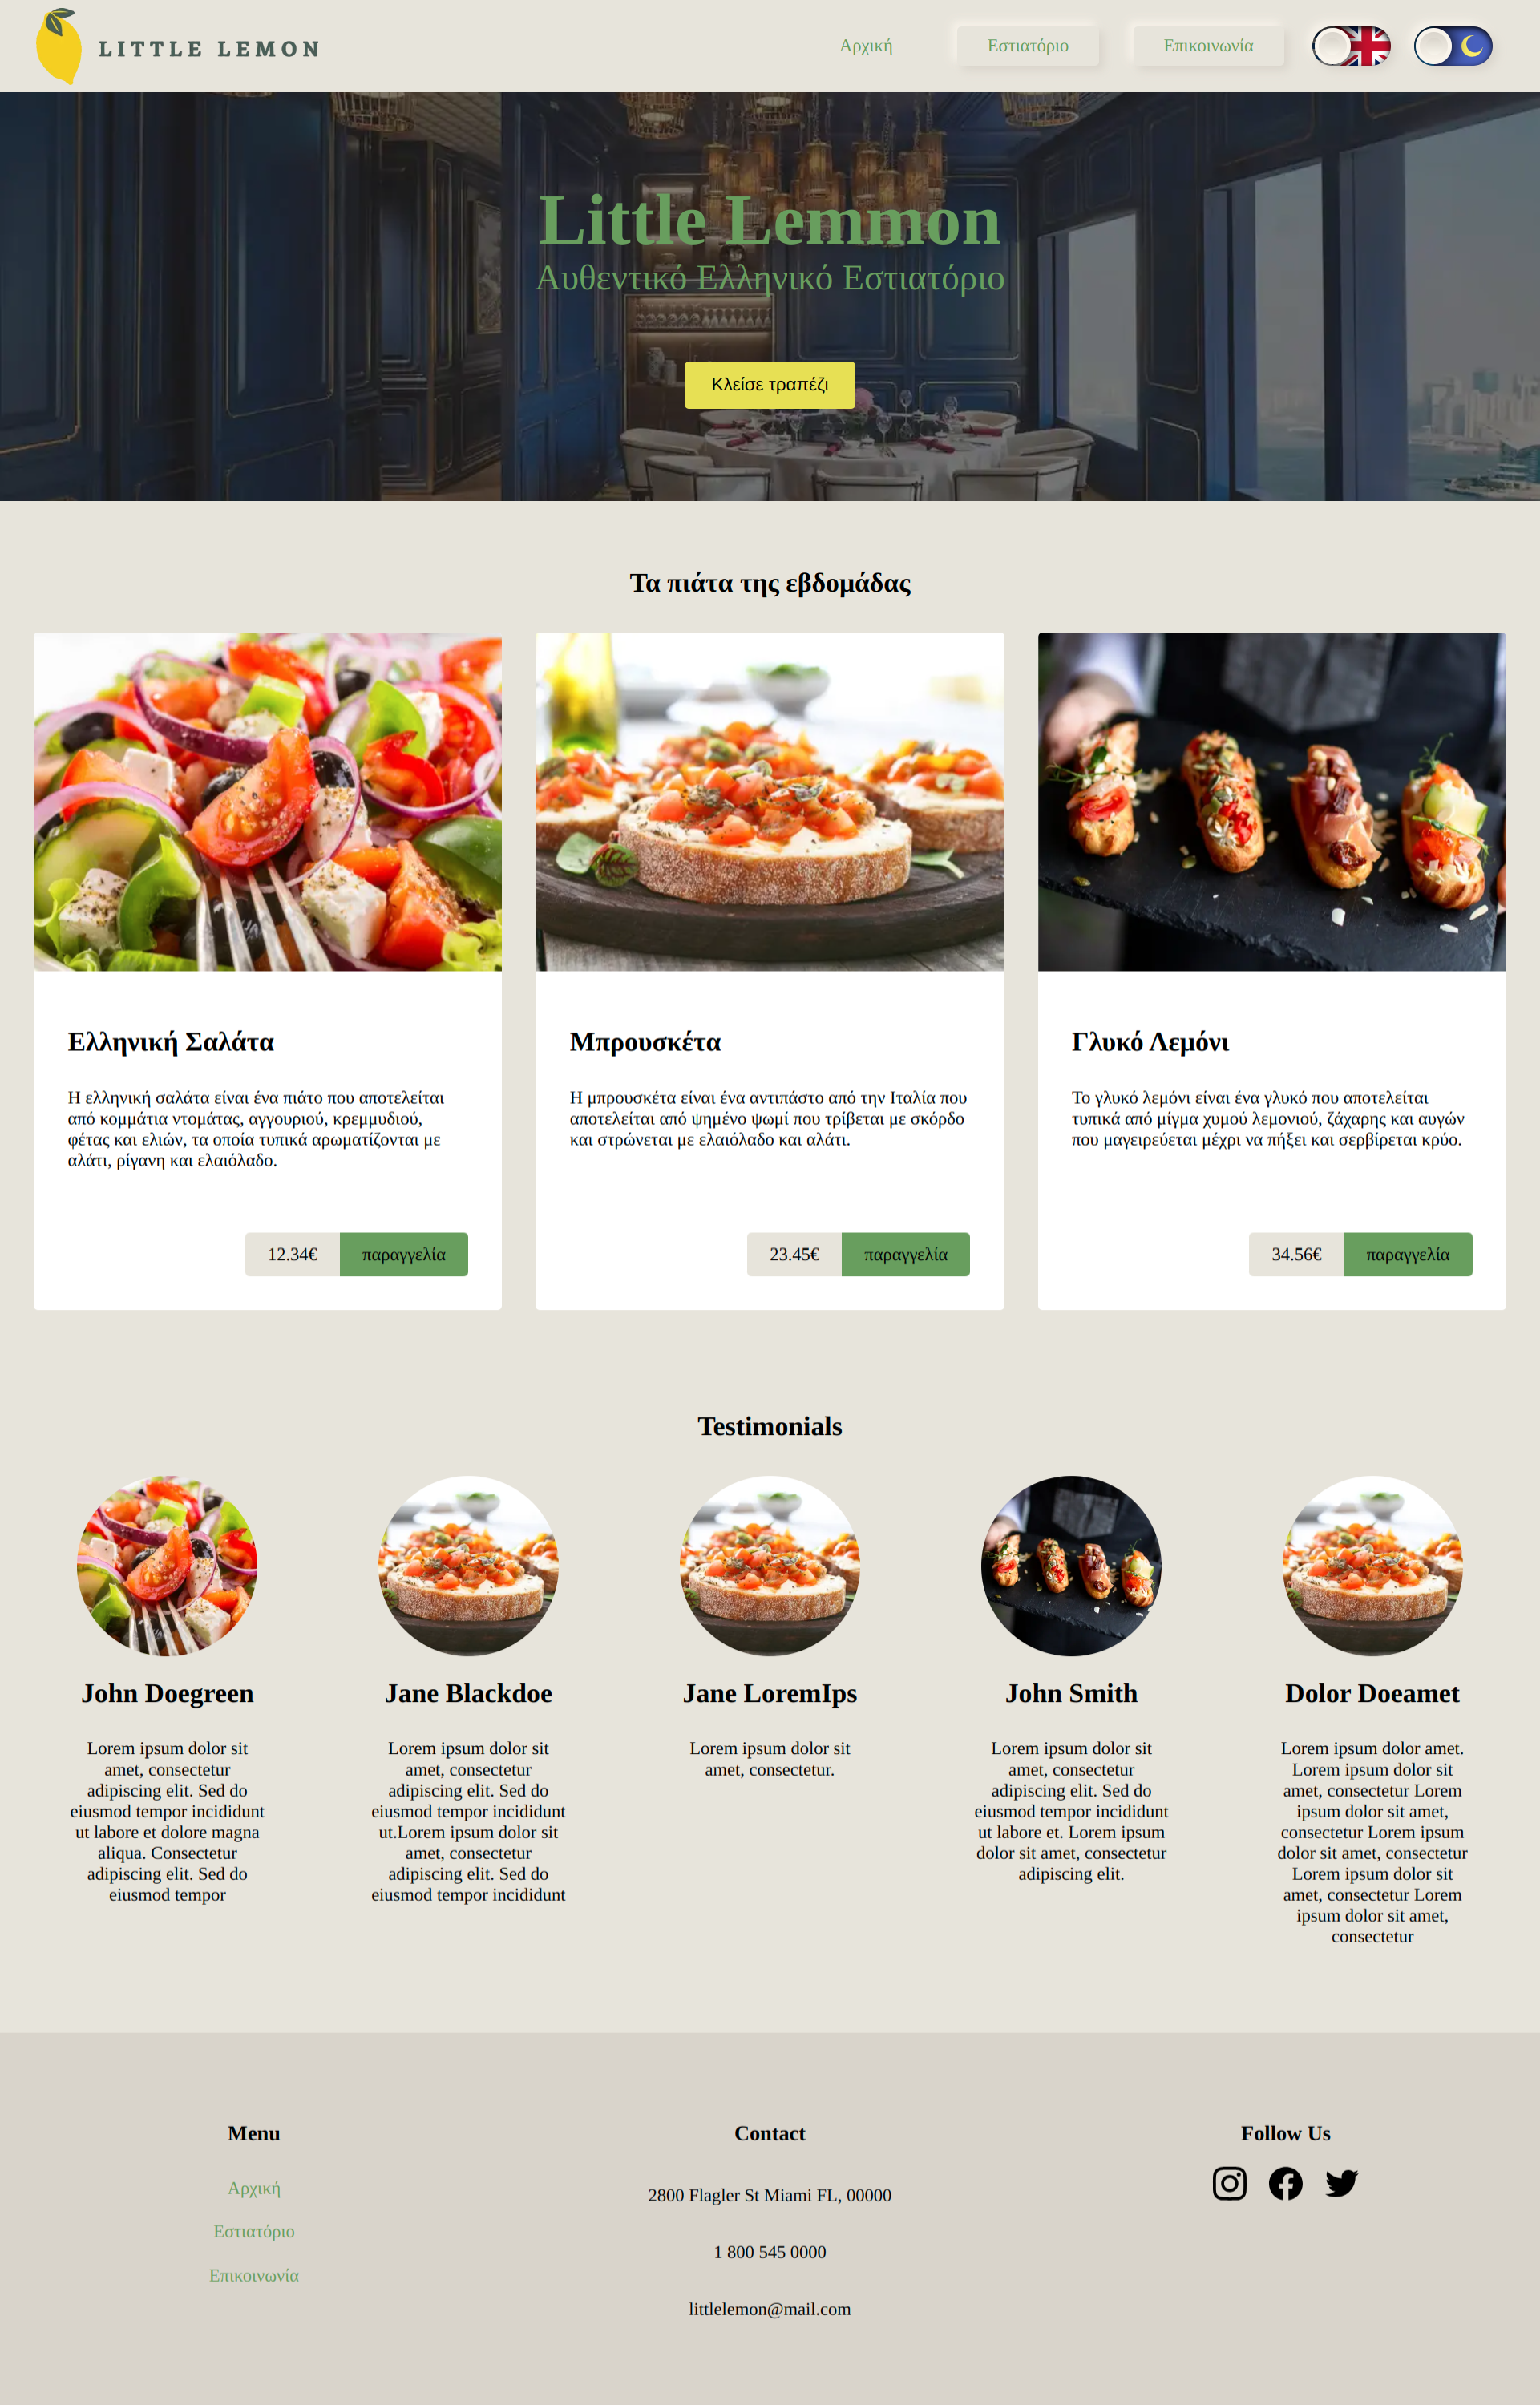 LITTLE LEMON
Αρχική
Εστιατόριο
Επικοινωνία
Little Lemmon
Αυθεντικό Ελληνικό Εστιατόριο
Κλείσε τραπέζι
Τα πιάτα της εβδομάδας
Ελληνική Σαλάτα
Η ελληνική σαλάτα είναι ένα πιάτο που αποτελείται
από κομμάτια ντομάτας, αγγουριού, κρεμμυδιού,
φέτας και ελιών, τα οποία τυπικά αρωματίζονται με
αλάτι, ρίγανη και ελαιόλαδο.
12.34€
παραγγελία
Μπρουσκέτα
Η μπρουσκέτα είναι ένα αντιπάστο από την Ιταλία που
αποτελείται από ψημένο ψωμί που τρίβεται με σκόρδο
και στρώνεται με ελαιόλαδο και αλάτι.
23.45€
παραγγελία
Γλυκό Λεμόνι
Το γλυκό λεμόνι είναι ένα γλυκό που αποτελείται
τυπικά από μίγμα χυμού λεμονιού, ζάχαρης και αυγών
που μαγειρεύεται μέχρι να πήξει και σερβίρεται κρύο.
34.56€
παραγγελία
Testimonials
John Doegreen
Lorem ipsum dolor sit
amet, consectetur
adipiscing elit. Sed do
eiusmod tempor incididunt
ut labore et dolore magna
aliqua. Consectetur
adipiscing elit. Sed do
eiusmod tempor
Jane Blackdoe
Lorem ipsum dolor sit
amet, consectetur
adipiscing elit. Sed do
eiusmod tempor incididunt
ut.Lorem ipsum dolor sit
amet, consectetur
adipiscing elit. Sed do
eiusmod tempor incididunt
Jane LoremIps
Lorem ipsum dolor sit
amet, consectetur.
John Smith
Lorem ipsum dolor sit
amet, consectetur
adipiscing elit. Sed do
eiusmod tempor incididunt
ut labore et. Lorem ipsum
dolor sit amet, consectetur
adipiscing elit.
Dolor Doeamet
Lorem ipsum dolor amet.
Lorem ipsum dolor sit
amet, consectetur Lorem
ipsum dolor sit amet,
consectetur Lorem ipsum
dolor sit amet, consectetur
Lorem ipsum dolor sit
amet, consectetur Lorem
ipsum dolor sit amet,
consectetur
Menu
Αρχική
Εστιατόριο
Επικοινωνία
Contact
2800 Flagler St Miami FL, 00000
1 800 545 0000
littlelemon@mail.com
Follow Us